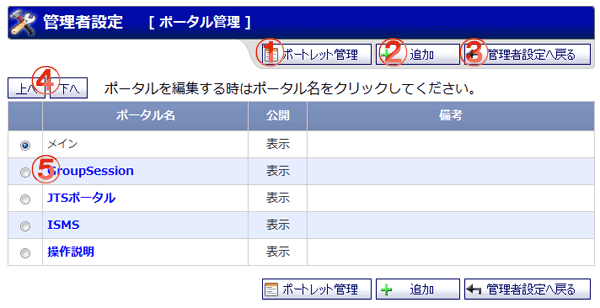 管理者設定 [ ポータル管理 ]
① ポートレット管理 ② 追加 ③ 管理者設定へ戻る
④
上へ 下へ ポータルを編集する時はポータル名をクリックしてください。
ポータル名 公開 備考
メイン 表示
⑤ GroupSession 表示
JTSポータル 表示
ISMS 表示
操作説明 表示
ポートレット管理 追加 管理者設定へ戻る